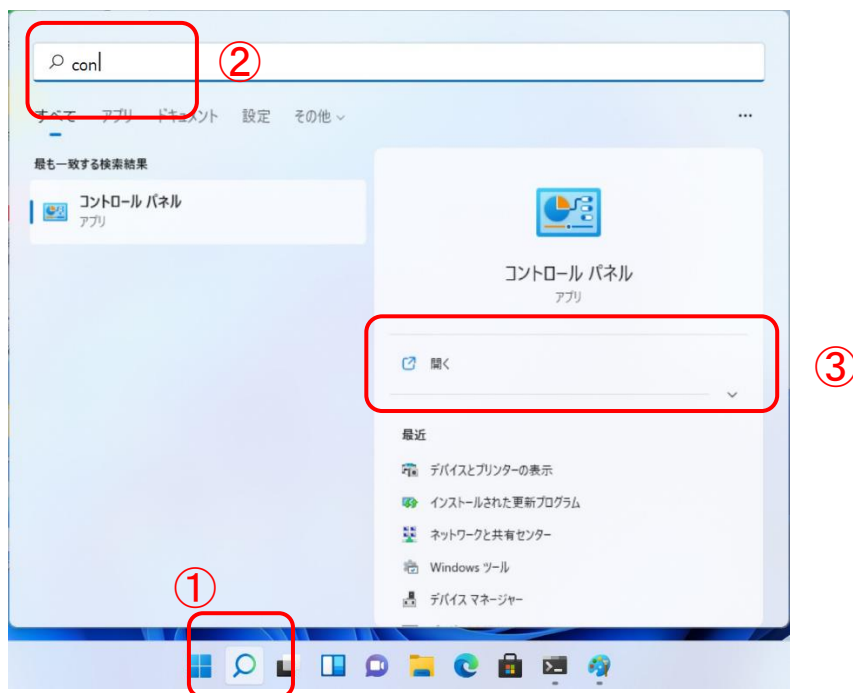 con
②
すべて アプリ ドキュメント 設定 その他
最も一致する検索結果
コントロール パネル
アプリ
コントロール パネル
アプリ
開く
③
最近
デバイスとプリンターの表示
インストールされた更新プログラム
ネットワークと共有センター
Windows ツール
デバイス マネージャー
①